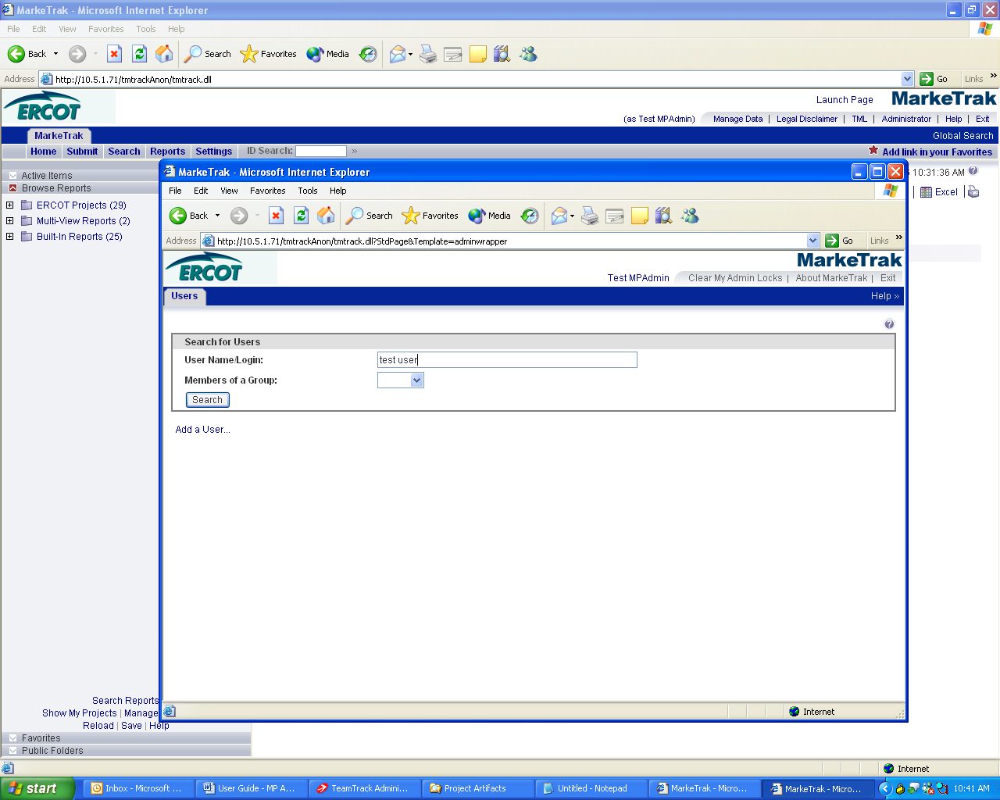 MarkeTrak - Microsoft Internet Explorer
File Edit View Favorites Tools Help
Back Search Favorites Media
Address http://10.5.1.71/tmtrackAnon/tmtrack.dll Go Links »
ERCOT Launch Page MarkeTrak
(as Test MPAdmin) Manage Data | Legal Disclaimer | TML | Administrator | Help | Exit
MarkeTrak Global Search
Home Submit Search Reports Settings ID Search: » Add link in your Favorites
Active Items 10:31:36 AM
Browse Reports Excel
ERCOT Projects (29)
Multi-View Reports (2)
Built-In Reports (25)
MarkeTrak - Microsoft Internet Explorer
File Edit View Favorites Tools Help
Back Search Favorites Media
Address http://10.5.1.71/tmtrackAnon/tmtrack.dll?StdPage&Template=adminwrapper Go Links »
ERCOT MarkeTrak
Test MPAdmin Clear My Admin Locks | About MarkeTrak | Exit
Users Help »
Search for Users
User Name/Login: test user
Members of a Group:
Search
Add a User...
Internet
Search Reports
Show My Projects | Manage
Reload | Save | Help
Favorites
Public Folders
Internet
start Inbox - Microsoft ... User Guide - MP A... TeamTrack Admini... Project Artifacts Untitled - Notepad MarkeTrak - Micro... MarkeTrak - Micro... 10:41 AM